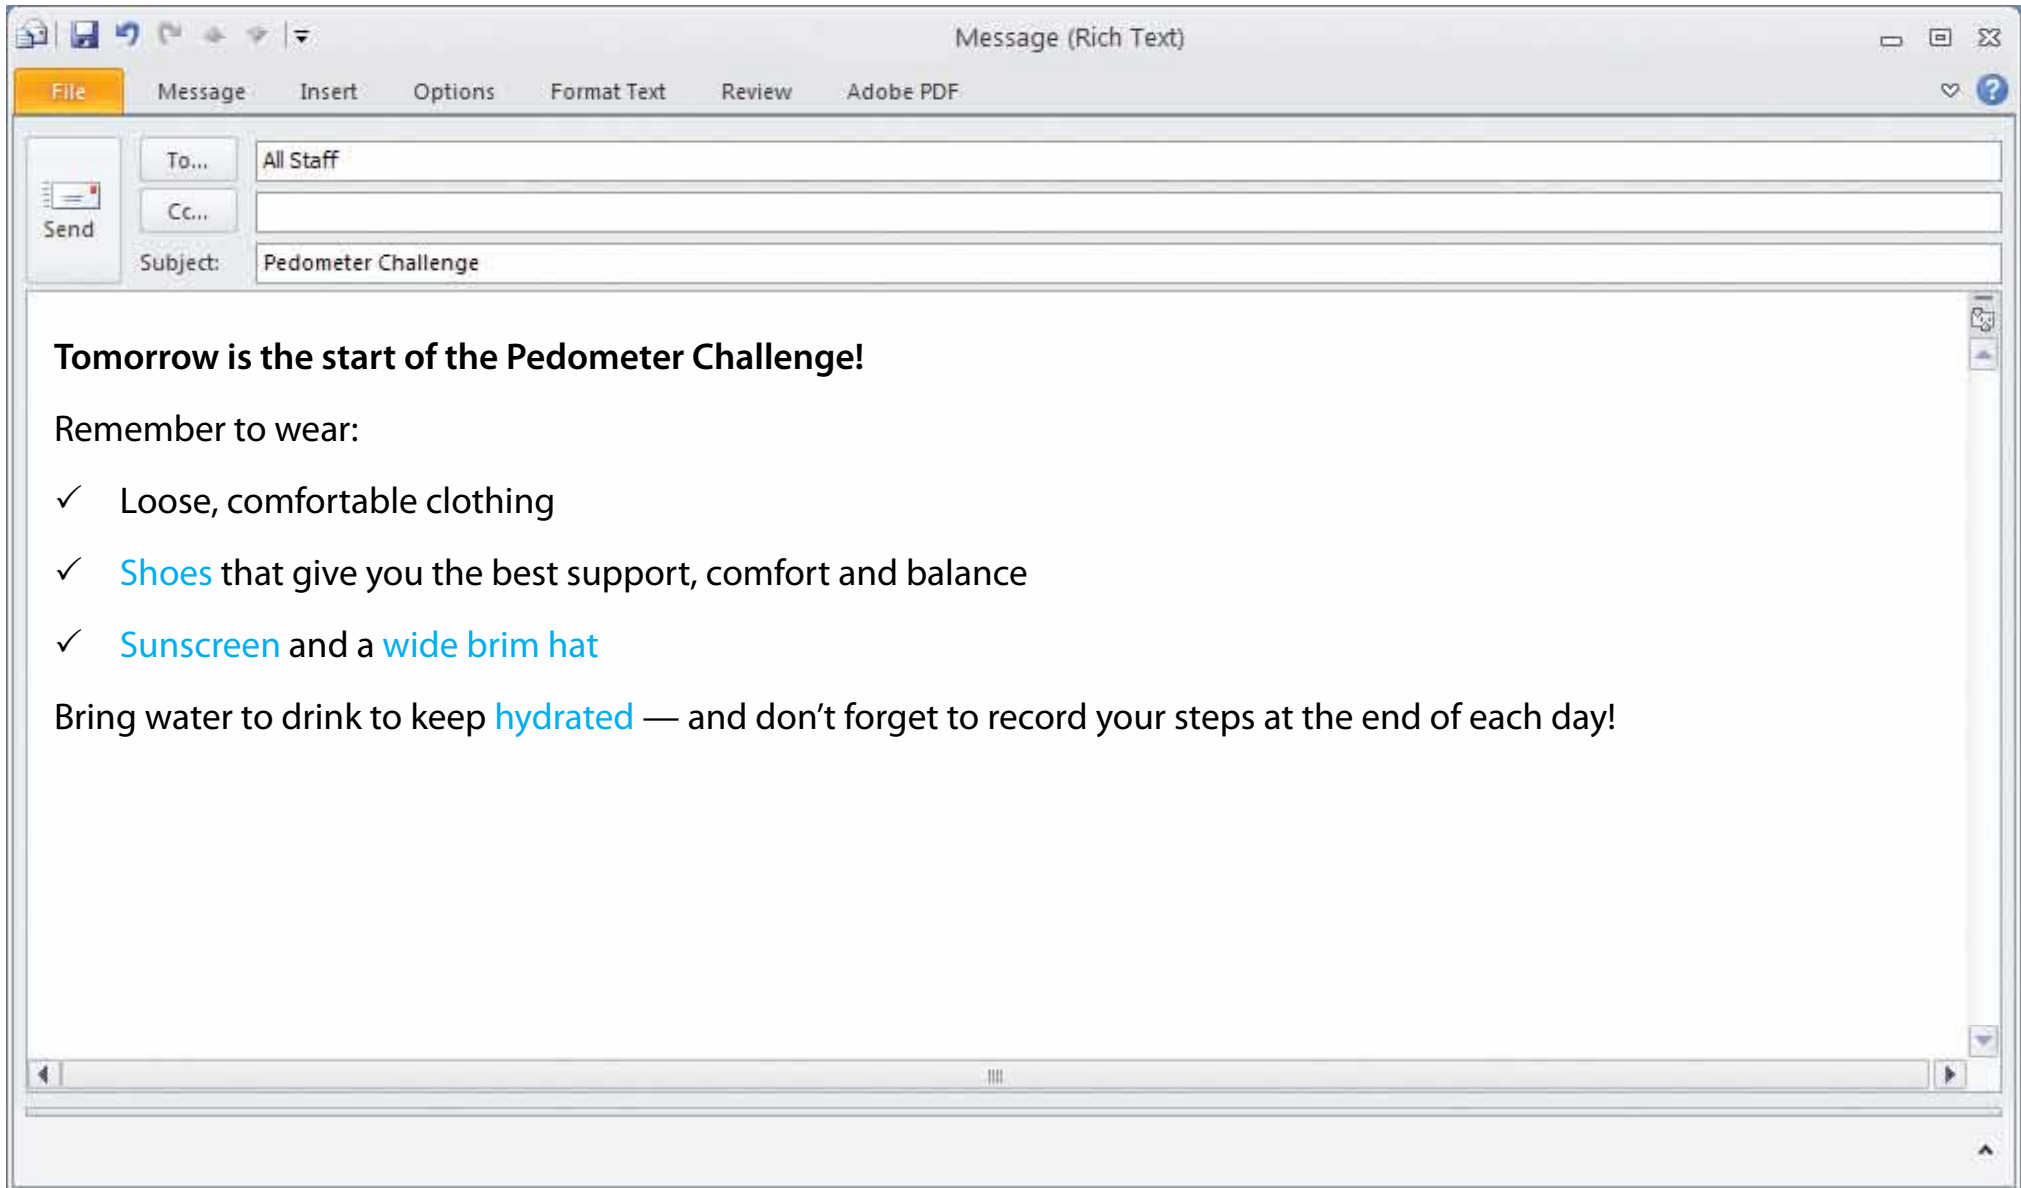 Message (Rich Text)
File Message Insert Options Format Text Review Adobe PDF
To... All Staff
Cc...
Send
Subject: Pedometer Challenge
Tomorrow is the start of the Pedometer Challenge!
Remember to wear:
✓ Loose, comfortable clothing
✓ Shoes that give you the best support, comfort and balance
✓ Sunscreen and a wide brim hat
Bring water to drink to keep hydrated — and don’t forget to record your steps at the end of each day!